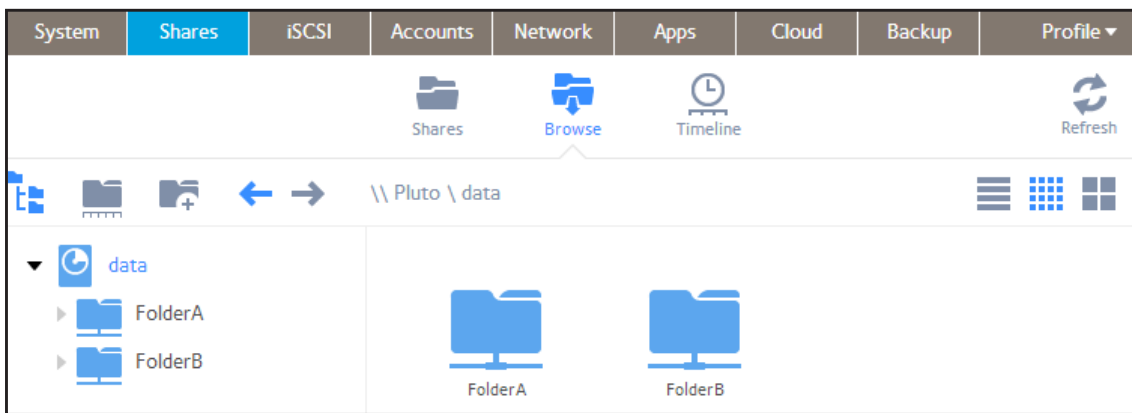 System Shares iSCSI Accounts Network Apps Cloud Backup Profile
Shares Browse Timeline Refresh
\\ Pluto \ data
data
FolderA
FolderB
FolderA FolderB